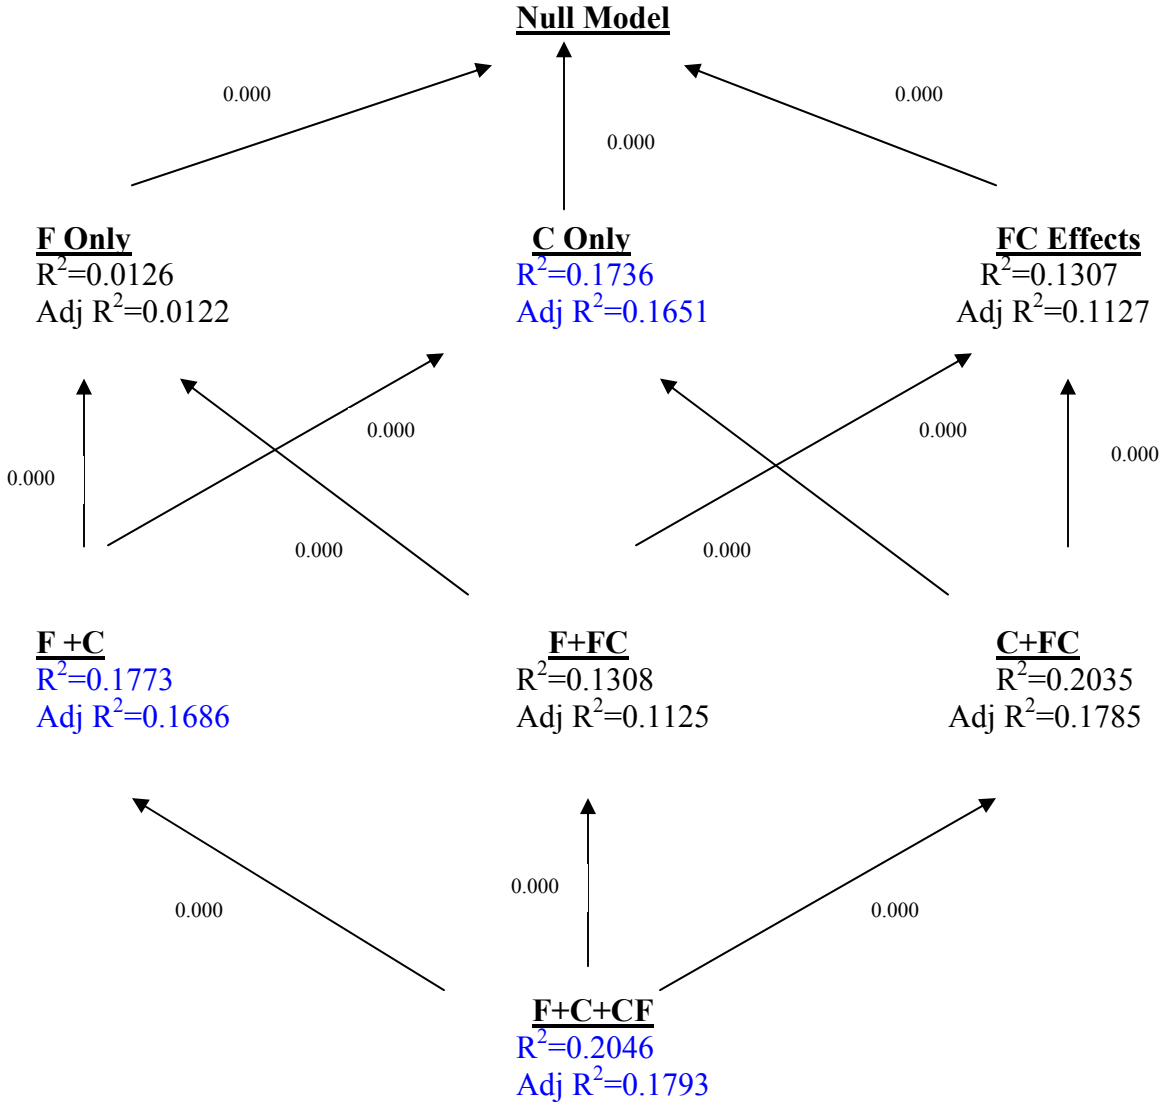 Null Model
0.000
0.000
0.000
F Only
R²=0.0126
Adj R²=0.0122
C Only
R²=0.1736
Adj R²=0.1651
FC Effects
R²=0.1307
Adj R²=0.1127
0.000
0.000
0.000
0.000
0.000
0.000
F +C
R²=0.1773
Adj R²=0.1686
F+FC
R²=0.1308
Adj R²=0.1125
C+FC
R²=0.2035
Adj R²=0.1785
0.000
0.000
0.000
F+C+CF
R²=0.2046
Adj R²=0.1793